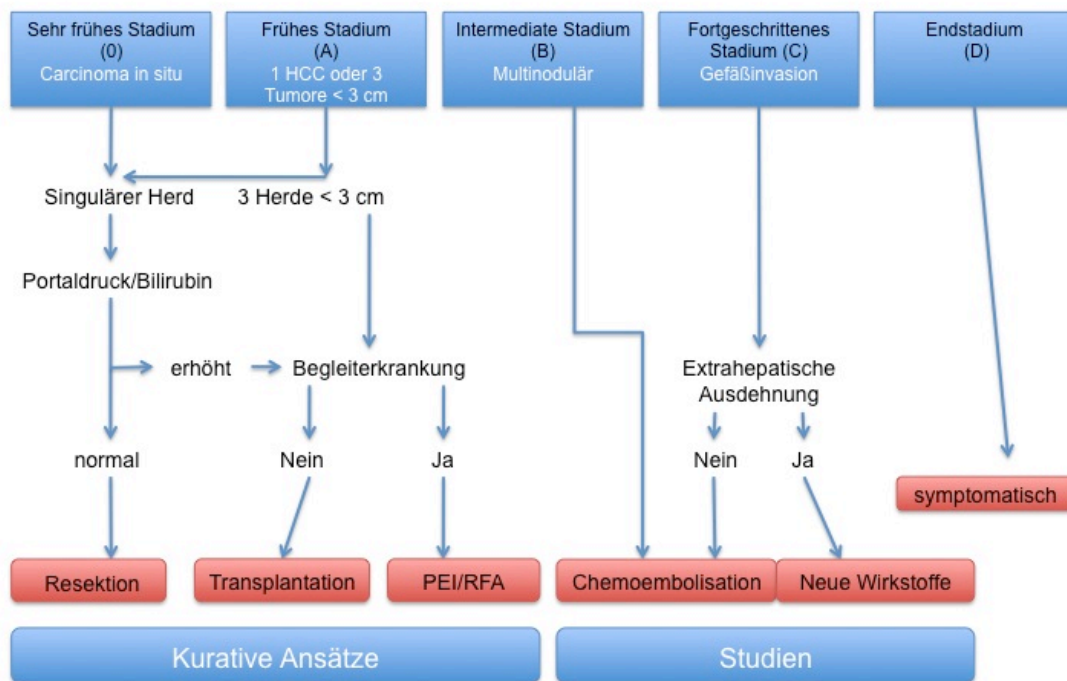 Sehr frühes Stadium
(0)
Carcinoma in situ
Frühes Stadium
(A)
1 HCC oder 3
Tumore < 3 cm
Intermediate Stadium
(B)
Multinodulär
Fortgeschrittenes
Stadium (C)
Gefäßinvasion
Endstadium
(D)
Singulärer Herd
3 Herde < 3 cm
Portaldruck/Bilirubin
erhöht
Begleiterkrankung
Extrahepatische
Ausdehnung
normal
Nein
Ja
Nein
Ja
symptomatisch
Resektion
Transplantation
PEI/RFA
Chemoembolisation
Neue Wirkstoffe
Kurative Ansätze
Studien